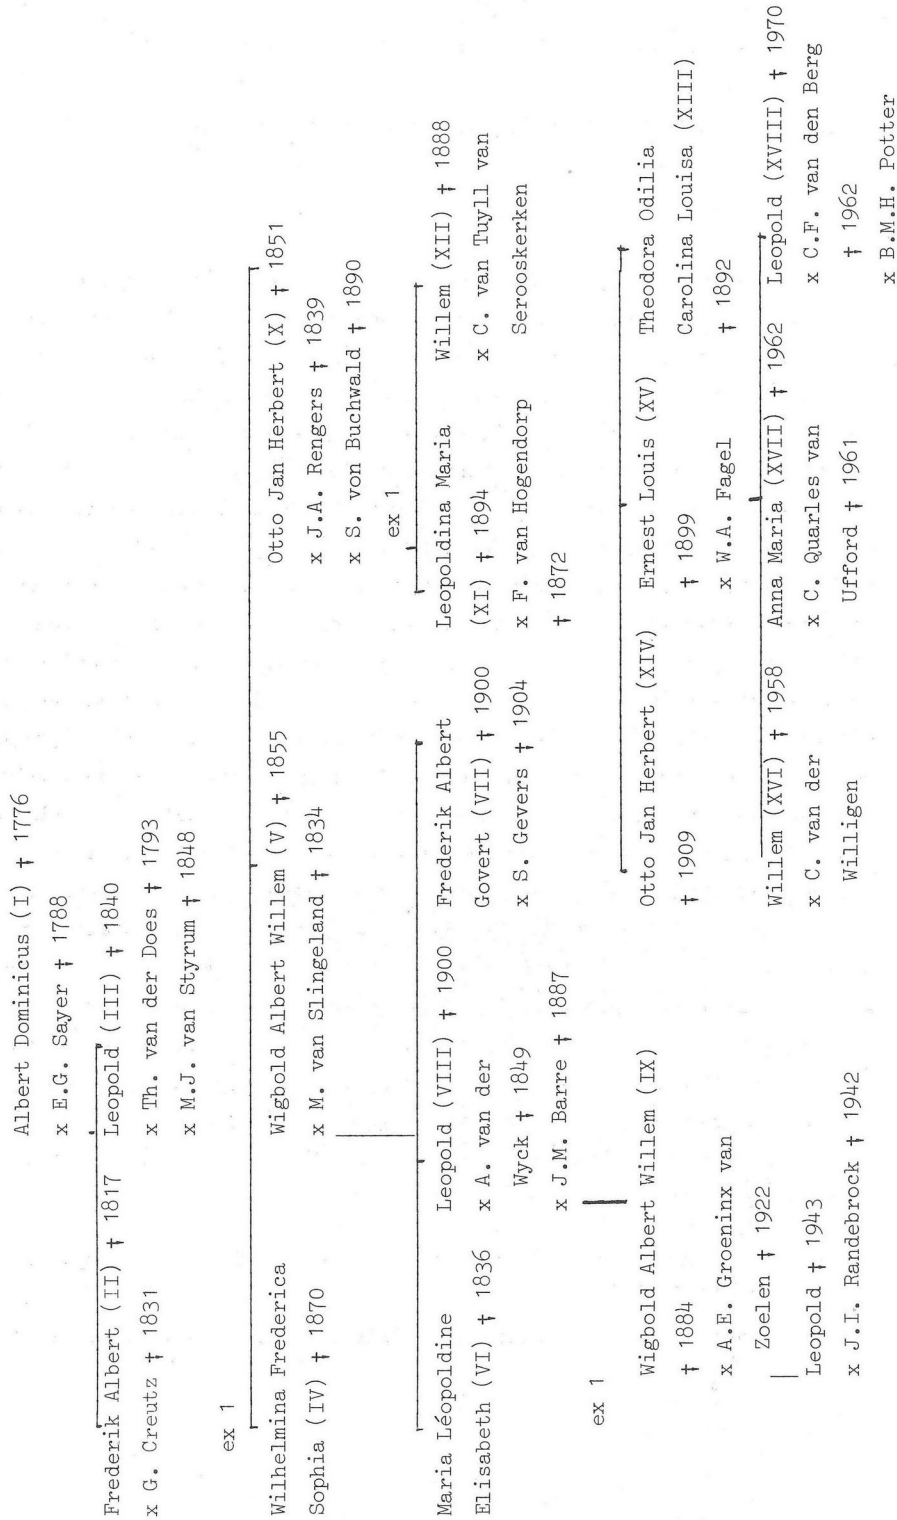 Albert Dominicus (I) † 1776
x E.G. Sayer † 1788
Frederik Albert (II) † 1817
x G. Creutz † 1831
Leopold (III) † 1840
x Th. van der Does † 1793
x M.J. van Styrum † 1848
ex 1
Wilhelmina Frederica
Sophia (IV) † 1870
Wigbold Albert Willem (V) † 1855
x M. van Slingeland † 1834
Otto Jan Herbert (X) † 1851
x J.A. Rengers † 1839
x S. von Buchwald † 1890
ex 1
Maria Léopoldine
Elisabeth (VI) † 1836
Leopold (VIII) † 1900
x A. van der
Wyck † 1849
x J.M. Barre † 1887
Frederik Albert
Govert (VII) † 1900
x S. Gevers † 1904
Leopoldina Maria
(XI) † 1894
x F. van Hogendorp
† 1872
Willem (XII) † 1888
x C. van Tuyll van
Serooskerken
ex 1
Wigbold Albert Willem (IX)
† 1884
x A.E. Groeninx van
Zoelen † 1922
Leopold † 1943
x J.I. Randebrock † 1942
Otto Jan Herbert (XIV)
† 1909
Ernest Louis (XV)
† 1899
x W.A. Fagel
Theodora Odilia
Carolina Louisa (XIII)
† 1892
Willem (XVI) † 1958
x C. van der
Willigen
Anna Maria (XVII) † 1962
x C. Quarles van
Ufford † 1961
Leopold (XVIII) † 1970
x C.F. van den Berg
† 1962
x B.M.H. Potter